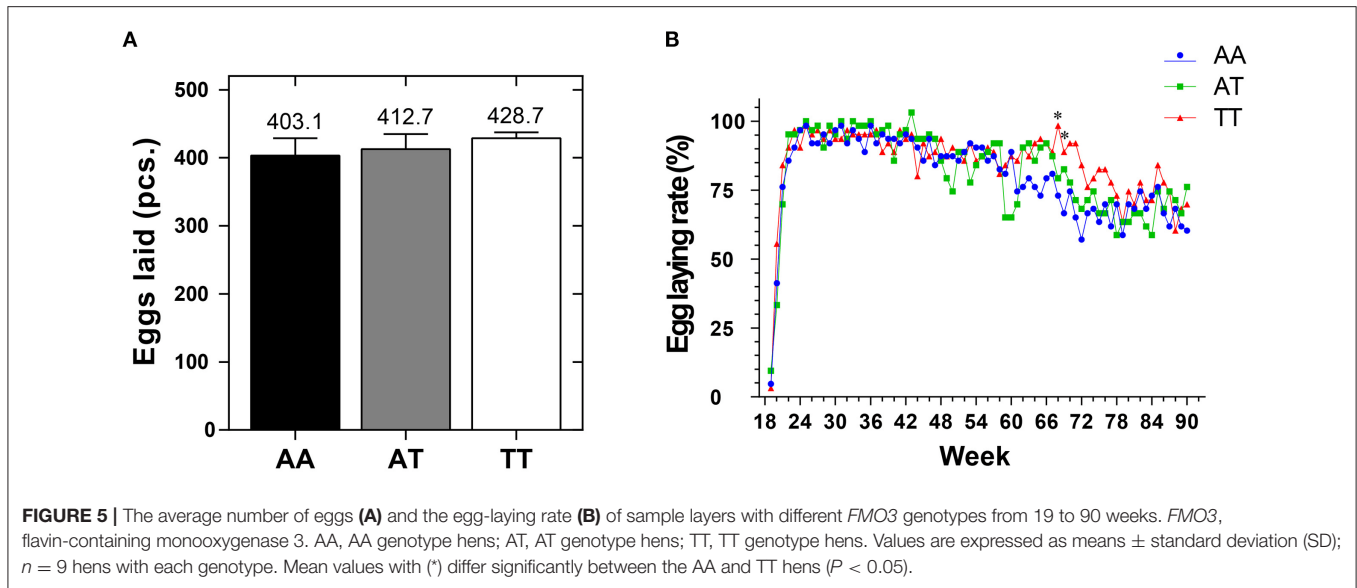 A
Eggs laid (pcs.)
500
400
300
200
100
0
403.1
412.7
428.7
AA
AT
TT
B
AA
AT
TT
Egg laying rate(%)
100
75
50
25
0
*
*
18 24 30 36 42 48 54 60 66 72 78 84 90
Week
FIGURE 5 | The average number of eggs (A) and the egg-laying rate (B) of sample layers with different FMO3 genotypes from 19 to 90 weeks. FMO3,
flavin-containing monooxygenase 3. AA, AA genotype hens; AT, AT genotype hens; TT, TT genotype hens. Values are expressed as means ± standard deviation (SD);
n = 9 hens with each genotype. Mean values with (*) differ significantly between the AA and TT hens (P < 0.05).